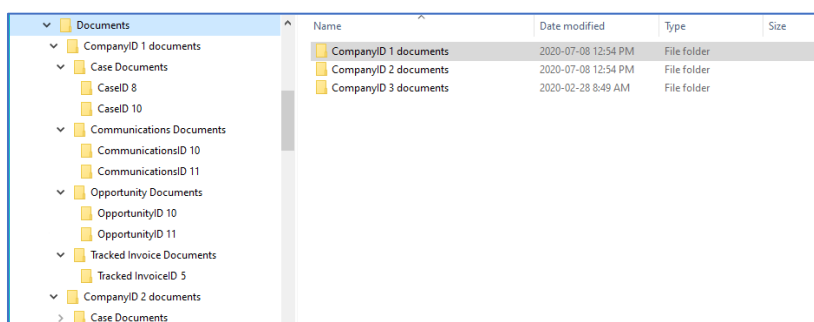 Documents
CompanyID 1 documents
Case Documents
CaseID 8
CaseID 10
Communications Documents
CommunicationsID 10
CommunicationsID 11
Opportunity Documents
OpportunityID 10
OpportunityID 11
Tracked Invoice Documents
Tracked InvoiceID 5
CompanyID 2 documents
Case Documents
Name Date modified Type Size
CompanyID 1 documents 2020-07-08 12:54 PM File folder
CompanyID 2 documents 2020-07-08 12:54 PM File folder
CompanyID 3 documents 2020-02-28 8:49 AM File folder